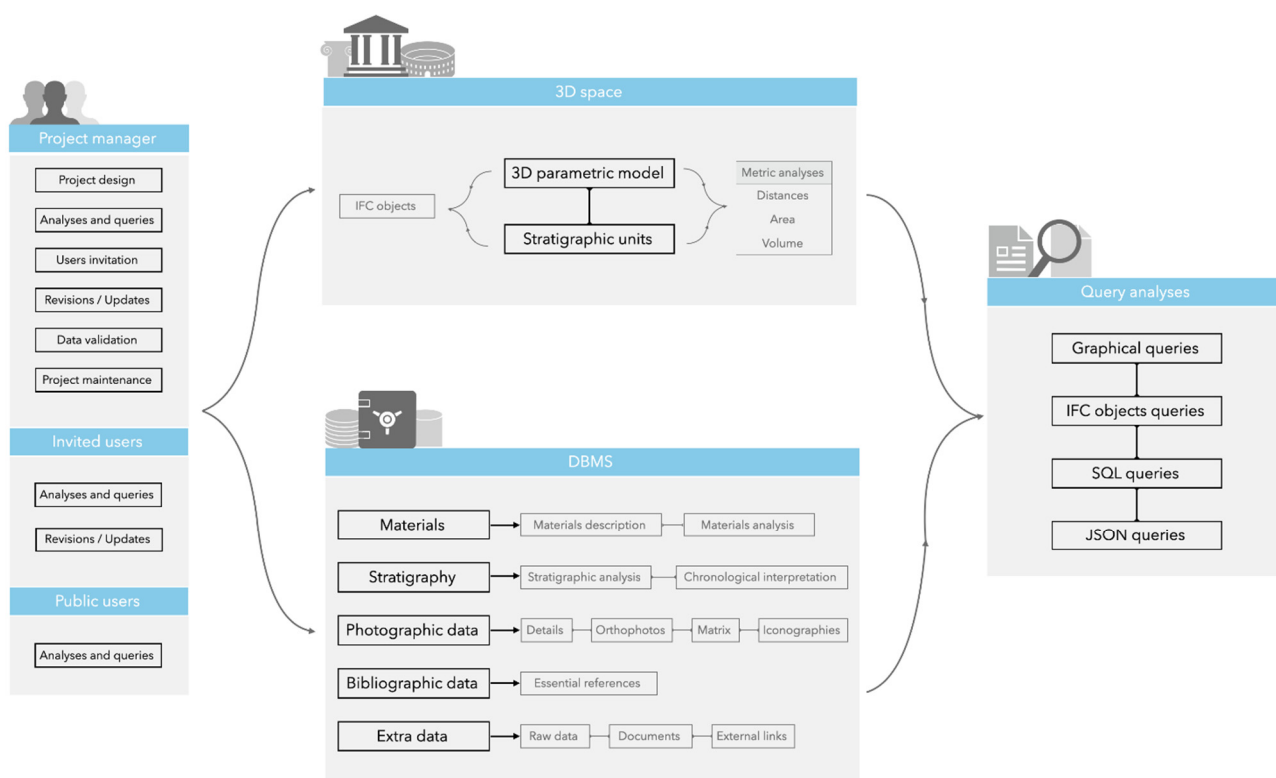 Project manager
Project design
Analyses and queries
Users invitation
Revisions / Updates
Data validation
Project maintenance
Invited users
Analyses and queries
Revisions / Updates
Public users
Analyses and queries
3D space
IFC objects
3D parametric model
Stratigraphic units
Metric analyses
Distances
Area
Volume
DBMS
Materials
Materials description
Materials analysis
Stratigraphy
Stratigraphic analysis
Chronological interpretation
Photographic data
Details
Orthophotos
Matrix
Iconographies
Bibliographic data
Essential references
Extra data
Raw data
Documents
External links
Query analyses
Graphical queries
IFC objects queries
SQL queries
JSON queries